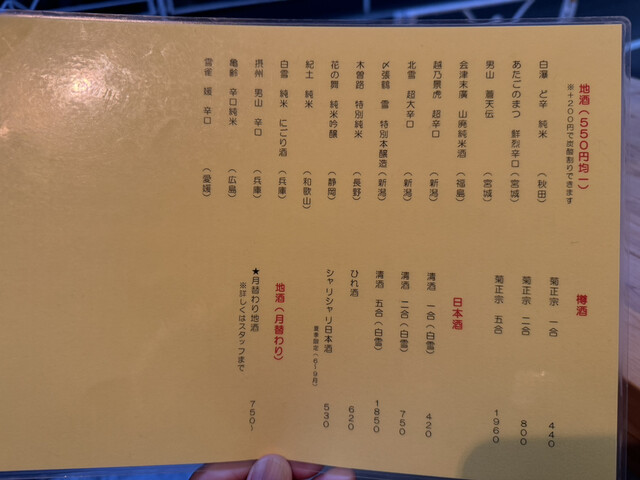 地酒（５５０円均一）
※＋２００円で炭酸割りできます
白瀑　ど辛　純米　（秋田）
あたごのまつ　鮮烈辛口（宮城）
男山　蒼天伝　（宮城）
会津末廣　山廃純米酒　（福島）
越乃景虎　超辛口　（新潟）
北雪　超大辛口　（新潟）
〆張鶴　雪　特別本醸造（新潟）
木曽路　特別純米　（長野）
花の舞　純米吟醸　（静岡）
紀土　純米　（和歌山）
白雪　純米　にごり酒　（兵庫）
摂州　男山　辛口　（兵庫）
亀齢　辛口純米　（広島）
雪雀　媛　辛口　（愛媛）
樽酒
菊正宗　一合　440
菊正宗　二合　800
菊正宗　五合　1960
日本酒
清酒　一合（白雪）　420
清酒　二合（白雪）　750
清酒　五合（白雪）　1850
ひれ酒　620
シャリシャリ日本酒　530
夏季限定（６～９月）
地酒（月替わり）
★月替わり地酒　750~
※詳しくはスタッフまで